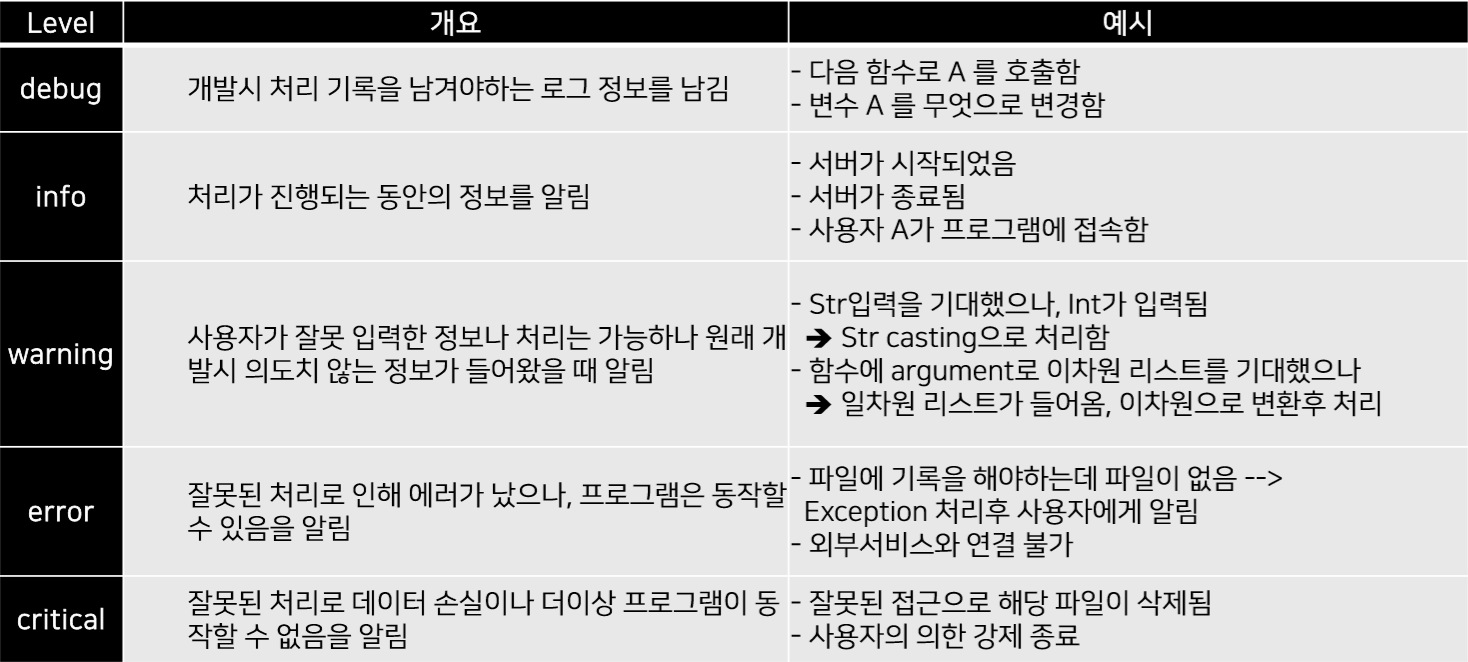 Level 개요 예시
debug
개발시 처리 기록을 남겨야하는 로그 정보를 남김
- 다음 함수로 A 를 호출함
- 변수 A 를 무엇으로 변경함
info
처리가 진행되는 동안의 정보를 알림
- 서버가 시작되었음
- 서버가 종료됨
- 사용자 A가 프로그램에 접속함
warning
사용자가 잘못 입력한 정보나 처리는 가능하나 원래 개
발시 의도치 않는 정보가 들어왔을 때 알림
- Str입력을 기대했으나, Int가 입력됨
➔ Str casting으로 처리함
- 함수에 argument로 이차원 리스트를 기대했으나
➔ 일차원 리스트가 들어옴, 이차원으로 변환후 처리
error
잘못된 처리로 인해 에러가 났으나, 프로그램은 동작할
수 있음을 알림
- 파일에 기록을 해야하는데 파일이 없음 -->
Exception 처리후 사용자에게 알림
- 외부서비스와 연결 불가
critical
잘못된 처리로 데이터 손실이나 더이상 프로그램이 동
작할 수 없음을 알림
- 잘못된 접근으로 해당 파일이 삭제됨
- 사용자의 의한 강제 종료